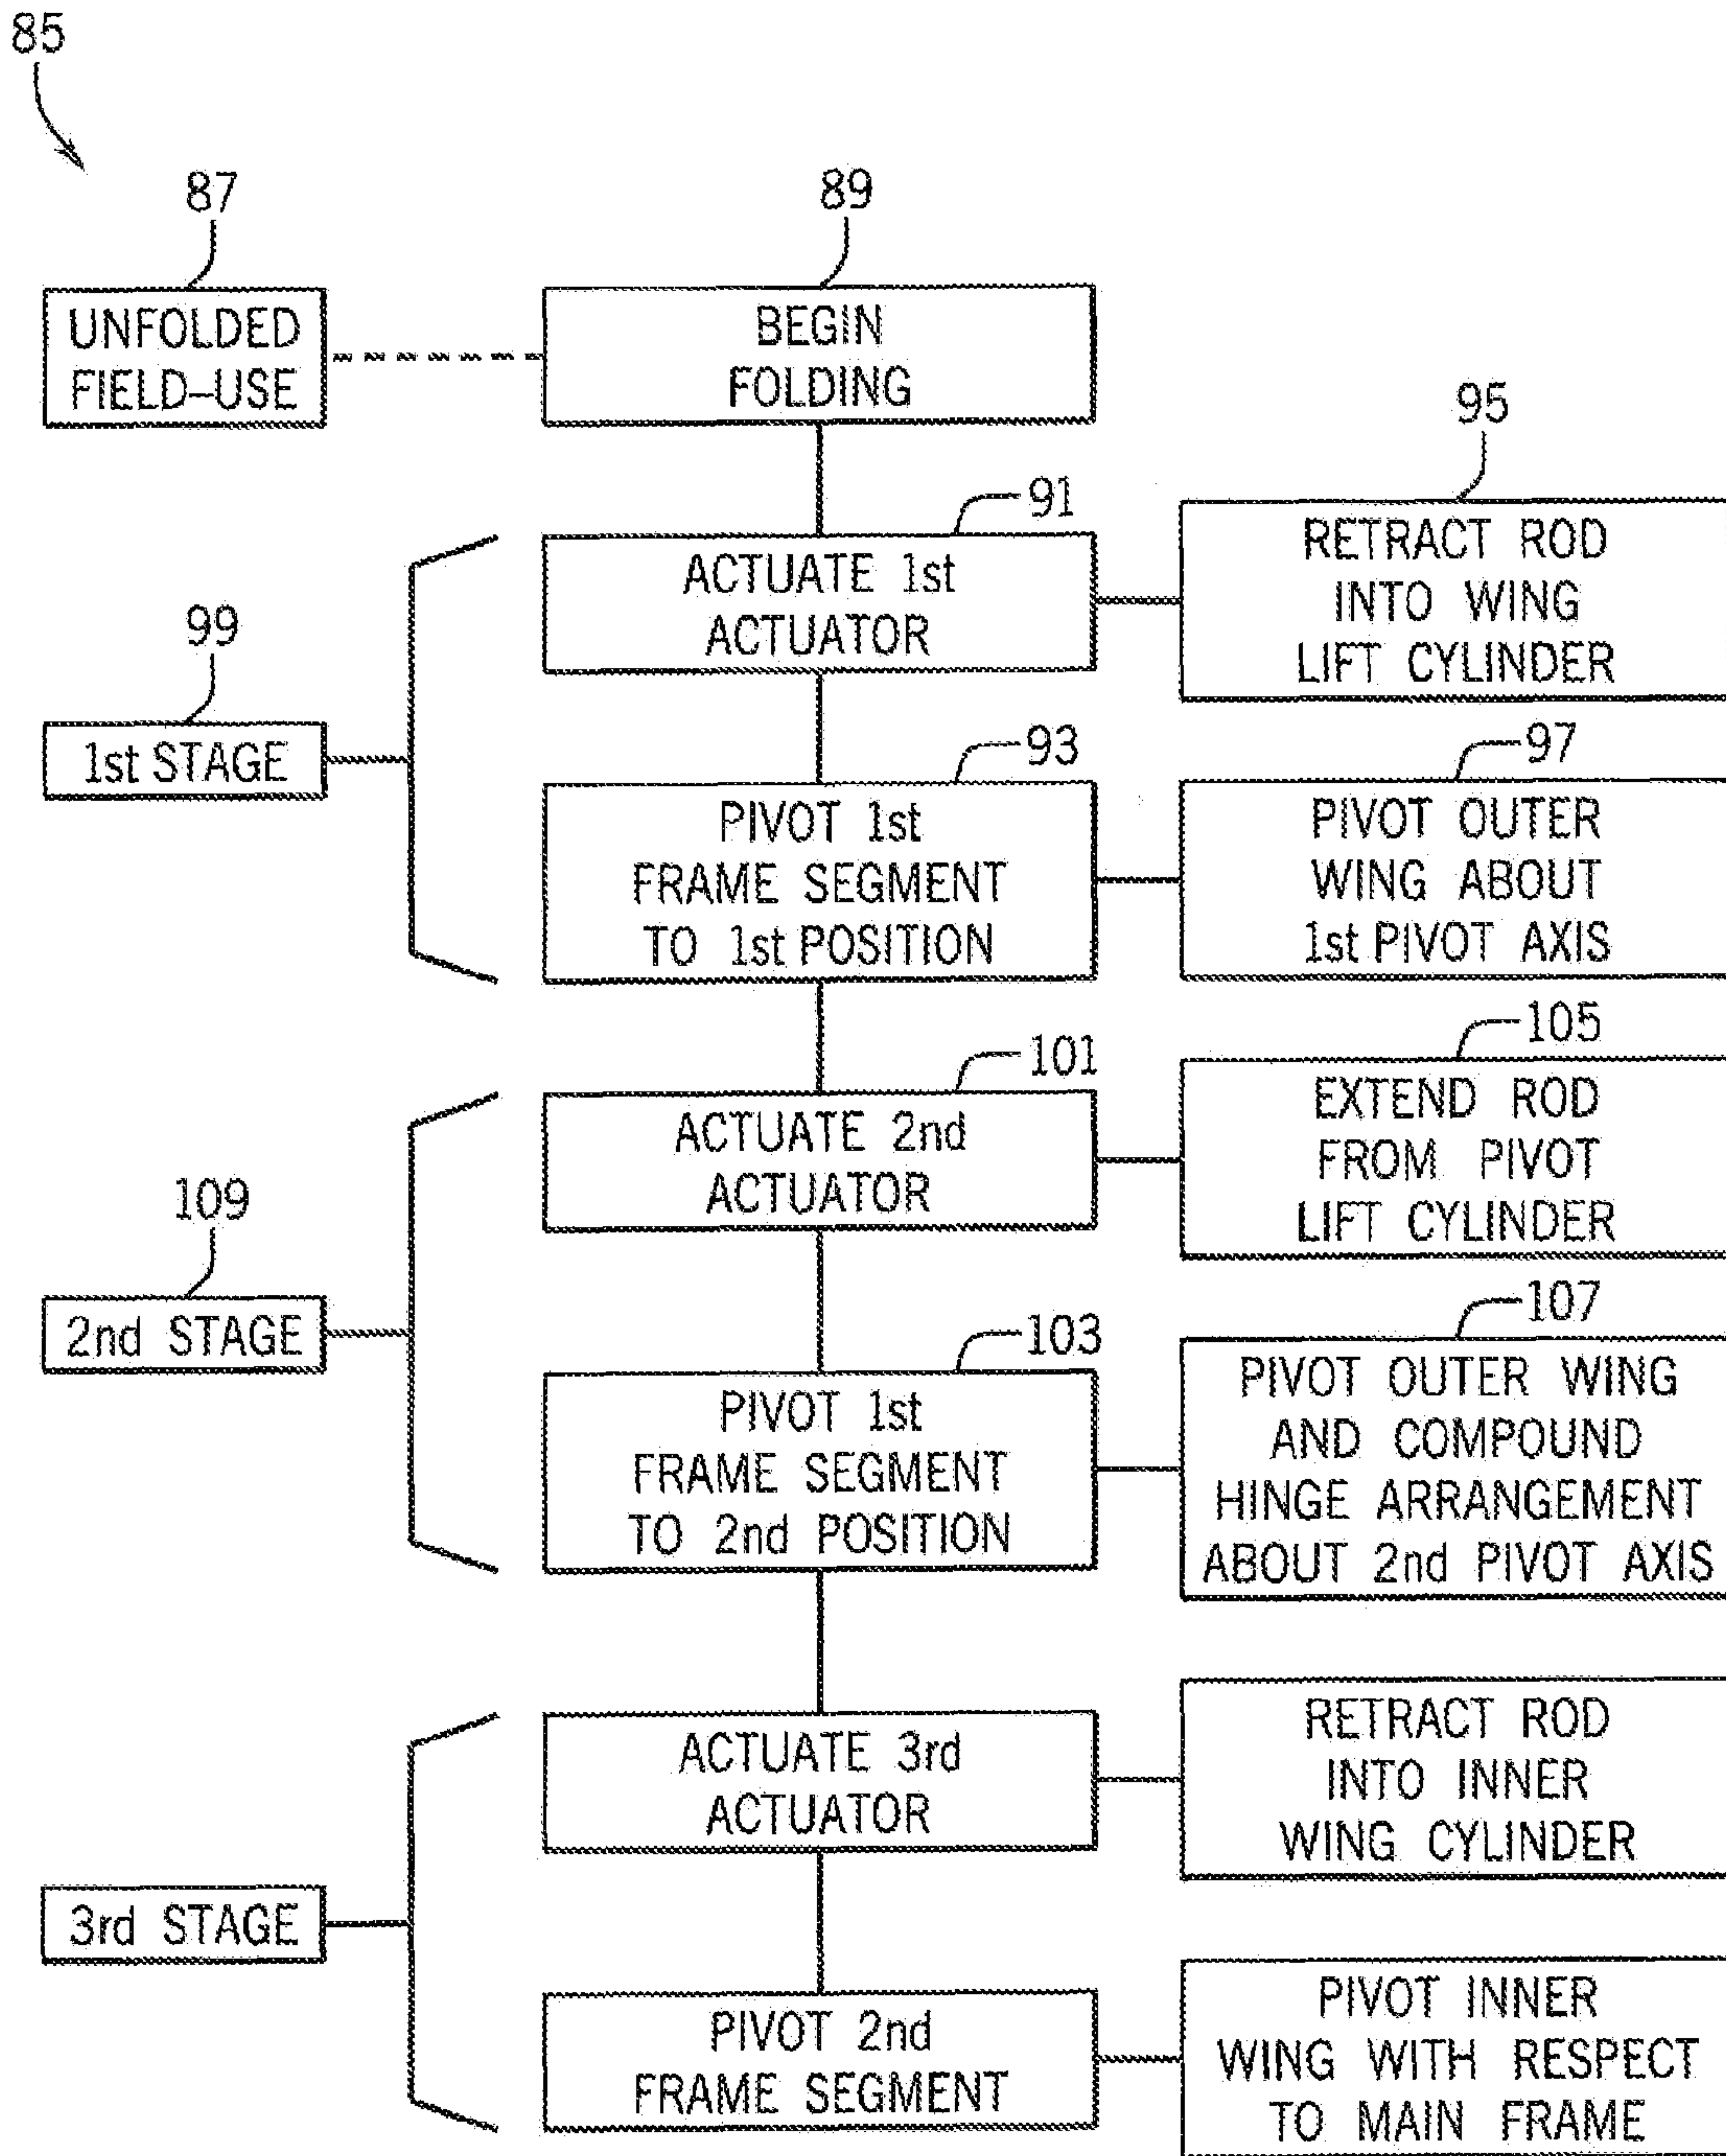 85
87
89
UNFOLDED
FIELD-USE
BEGIN
FOLDING
95
91
ACTUATE 1st
ACTUATOR
RETRACT ROD
INTO WING
LIFT CYLINDER
99
1st STAGE
93
PIVOT 1st
FRAME SEGMENT
TO 1st POSITION
97
PIVOT OUTER
WING ABOUT
1st PIVOT AXIS
101
ACTUATE 2nd
ACTUATOR
105
EXTEND ROD
FROM PIVOT
LIFT CYLINDER
109
2nd STAGE
103
PIVOT 1st
FRAME SEGMENT
TO 2nd POSITION
107
PIVOT OUTER WING
AND COMPOUND
HINGE ARRANGEMENT
ABOUT 2nd PIVOT AXIS
ACTUATE 3rd
ACTUATOR
RETRACT ROD
INTO INNER
WING CYLINDER
3rd STAGE
PIVOT 2nd
FRAME SEGMENT
PIVOT INNER
WING WITH RESPECT
TO MAIN FRAME